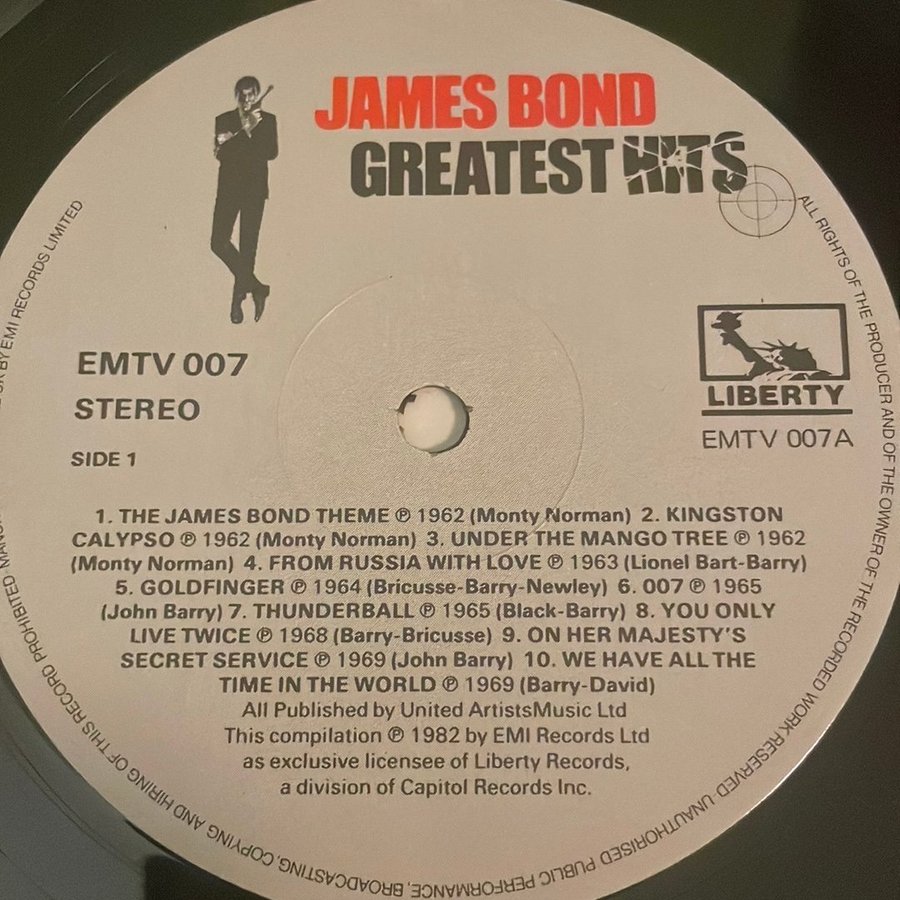 JAMES BOND
GREATEST HITS
EMTV 007
STEREO
SIDE 1
LIBERTY
EMTV 007A
1. THE JAMES BOND THEME ℗ 1962 (Monty Norman) 2. KINGSTON
CALYPSO ℗ 1962 (Monty Norman) 3. UNDER THE MANGO TREE ℗ 1962
(Monty Norman) 4. FROM RUSSIA WITH LOVE ℗ 1963 (Lionel Bart-Barry)
5. GOLDFINGER ℗ 1964 (Bricusse-Barry-Newley) 6. 007 ℗ 1965
(John Barry) 7. THUNDERBALL ℗ 1965 (Black-Barry) 8. YOU ONLY
LIVE TWICE ℗ 1968 (Barry-Bricusse) 9. ON HER MAJESTY'S
SECRET SERVICE ℗ 1969 (John Barry) 10. WE HAVE ALL THE
TIME IN THE WORLD ℗ 1969 (Barry-David)
All Published by United ArtistsMusic Ltd
This compilation ℗ 1982 by EMI Records Ltd
as exclusive licensee of Liberty Records,
a division of Capitol Records Inc.
BY EMI RECORDS LIMITED
ALL RIGHTS OF THE PRODUCER AND OF THE OWNER OF THE RECORDED WORK RESERVED UNAUTHORISED PUBLIC PERFORMANCE, BROADCASTING, COPYING AND HIRING OF THIS RECORD PROHIBITED